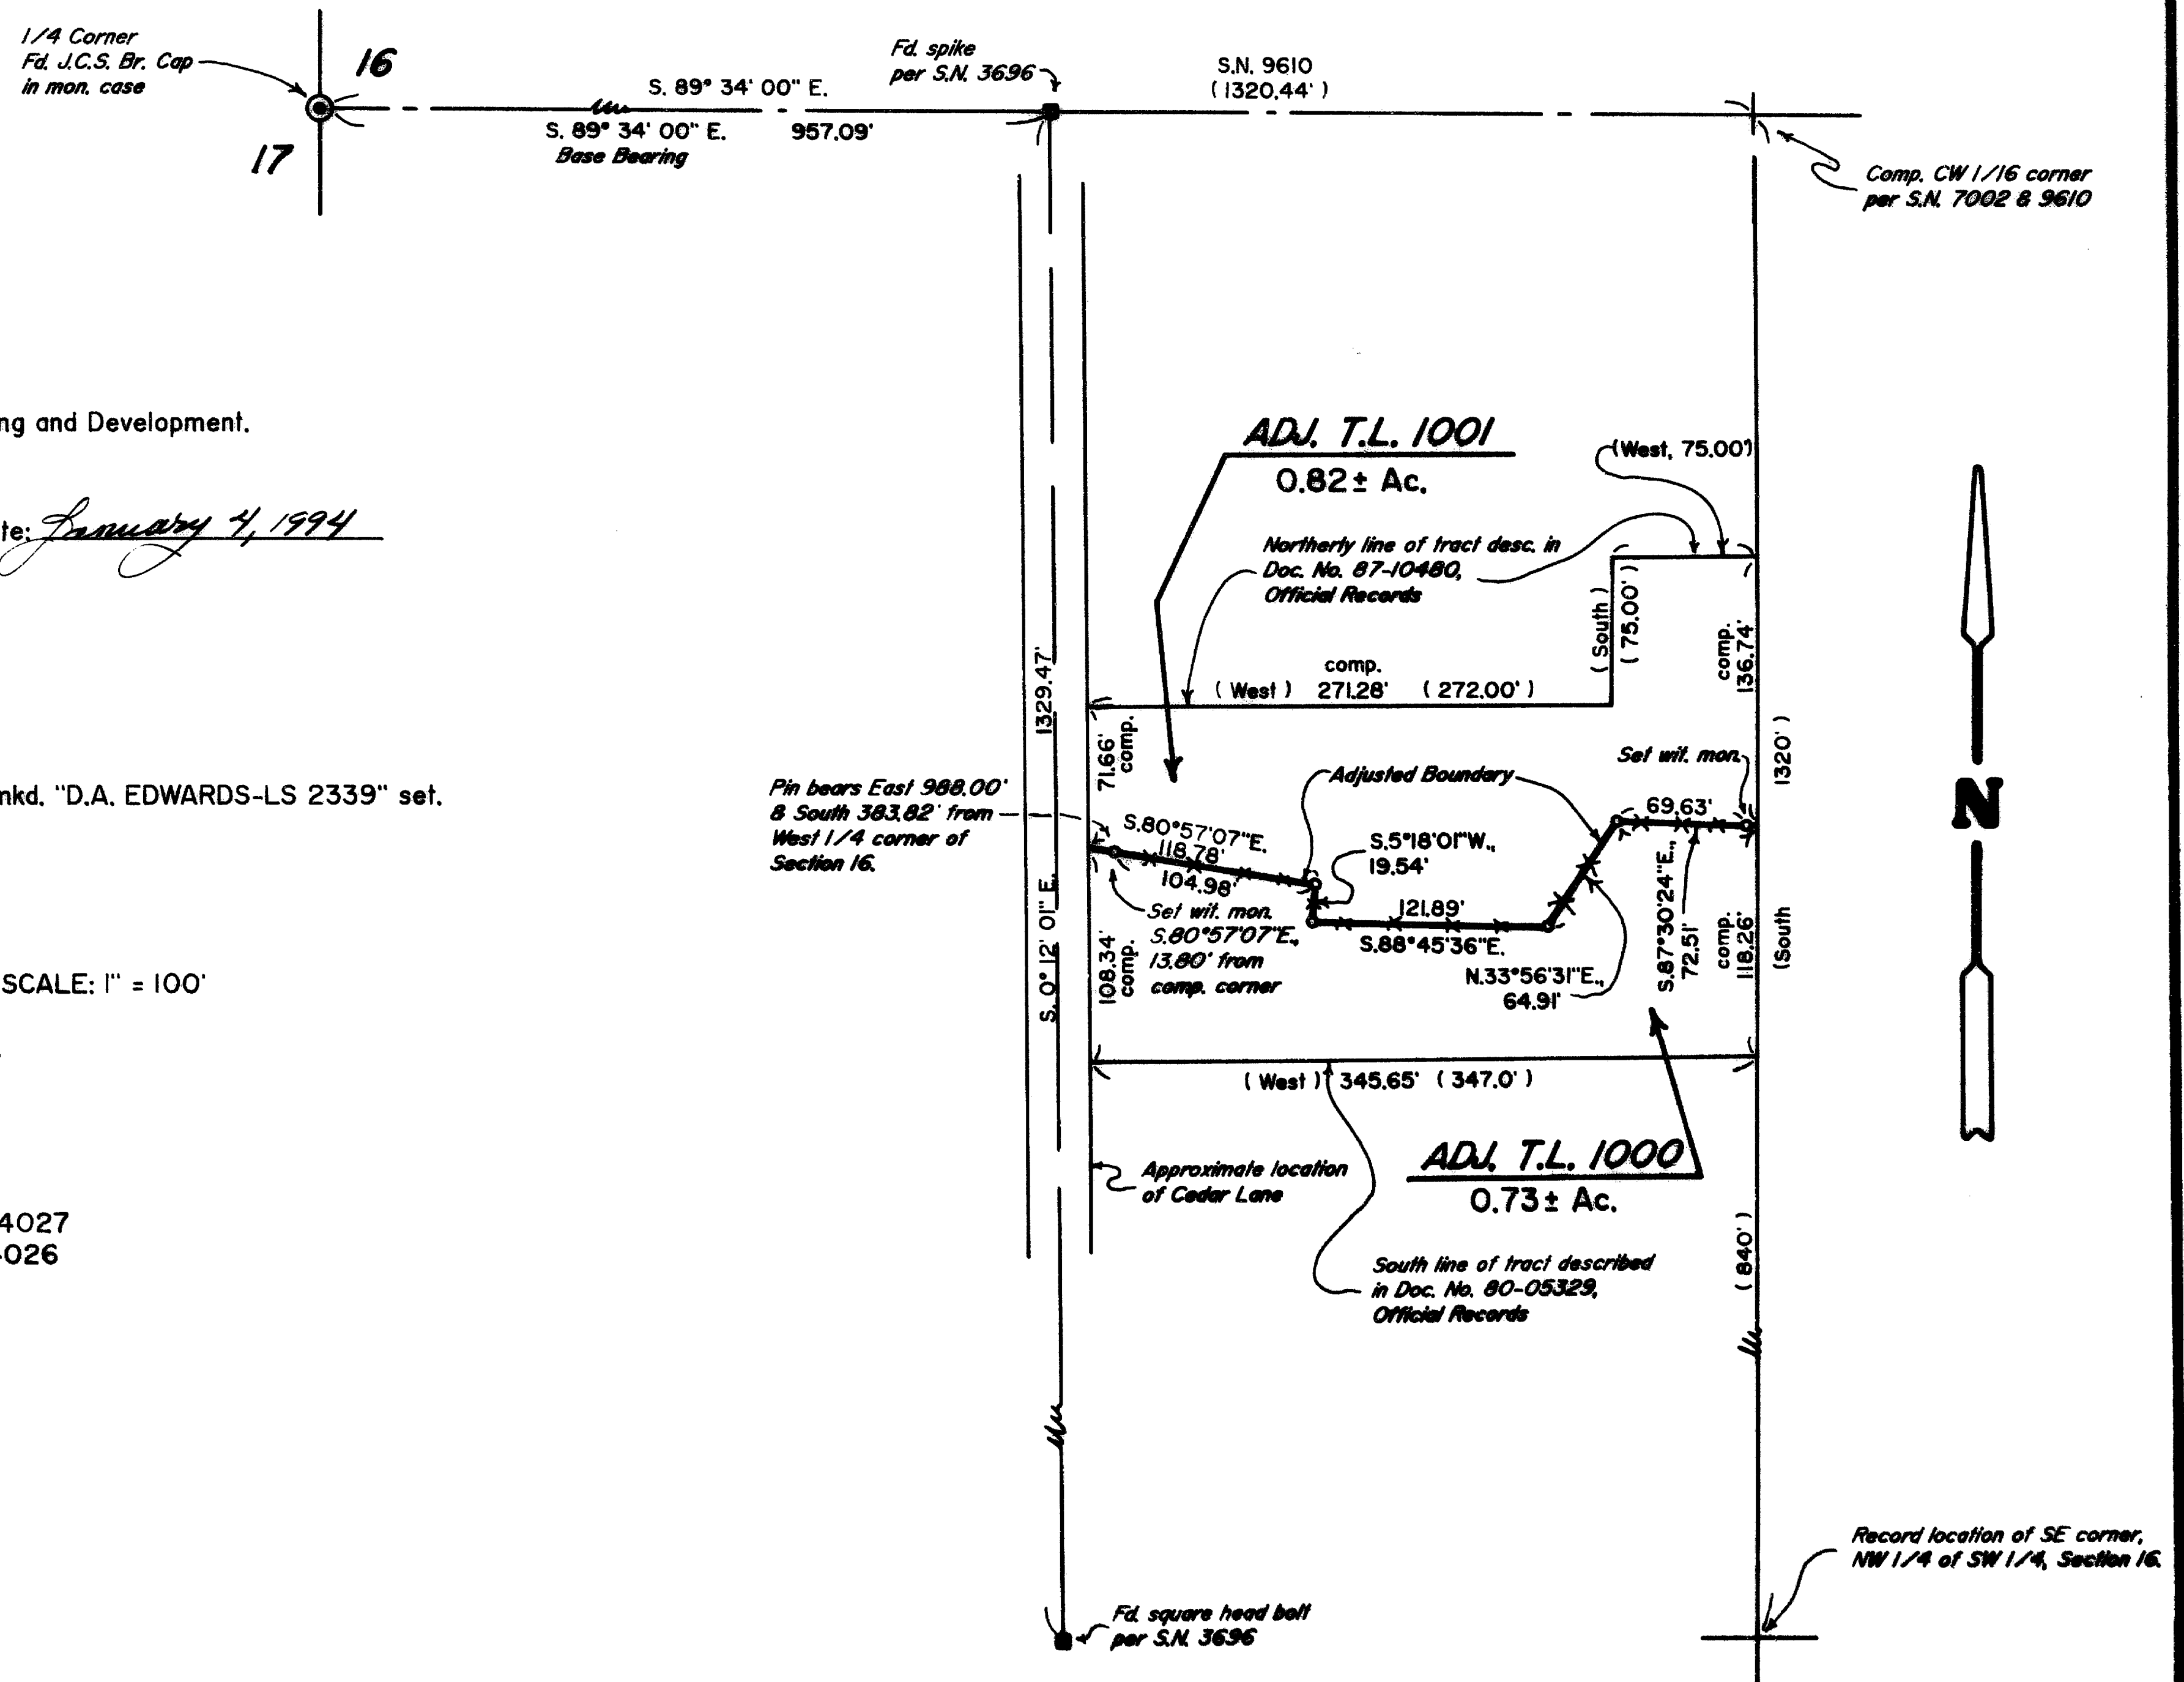 1/4 Corner
Fd. J.C.S. Br. Cap
in mon. case
16
17
S. 89° 34' 00" E.
S. 89° 34' 00" E. 957.09'
Base Bearing
Fd. spike
per S.N. 3696
S.N. 9610
( 1320.44' )
Comp. CW 1/16 corner
per S.N. 7002 & 9610
ng and Development.
te: January 4, 1994
nkd. "D.A. EDWARDS-LS 2339" set.
SCALE: 1" = 100'
4027
026
ADJ. T.L. 1001
0.82± Ac.
(West, 75.00')
Northerly line of tract desc. in
Doc. No. 87-10480,
Official Records
( South )
( 75.00' )
comp.
136.74'
comp.
( West ) 271.28' ( 272.00' )
1329.47'
S. 0° 12' 01" E.
71.66'
comp.
Pin bears East 988.00'
& South 383.82' from
West 1/4 corner of
Section 16.
Adjusted Boundary
Set wit. mon.
1320' )
(South
69.63'
S.80°57'07"E.
118.78'
104.98'
S.5°18'01"W.,
19.54'
Set wit. mon.
S.80°57'07"E.,
13.80' from
comp. corner
121.89'
S.88°45'36"E.
N.33°56'31"E.,
64.91'
S.87°30'24"E.,
72.51'
comp.
118.26'
108.34'
comp.
( West ) 345.65' ( 347.0' )
ADJ. T.L. 1000
0.73± Ac.
Approximate location
of Cedar Lane
South line of tract described
in Doc. No. 80-05329,
Official Records
( 840' )
Record location of SE corner,
NW 1/4 of SW 1/4, Section 16.
Fd. square head bolt
per S.N. 3696
N